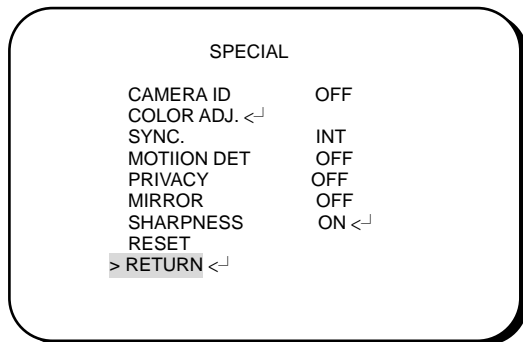 SPECIAL
CAMERA ID OFF
COLOR ADJ. ↵
SYNC. INT
MOTIION DET OFF
PRIVACY OFF
MIRROR OFF
SHARPNESS ON ↵
RESET
> RETURN ↵